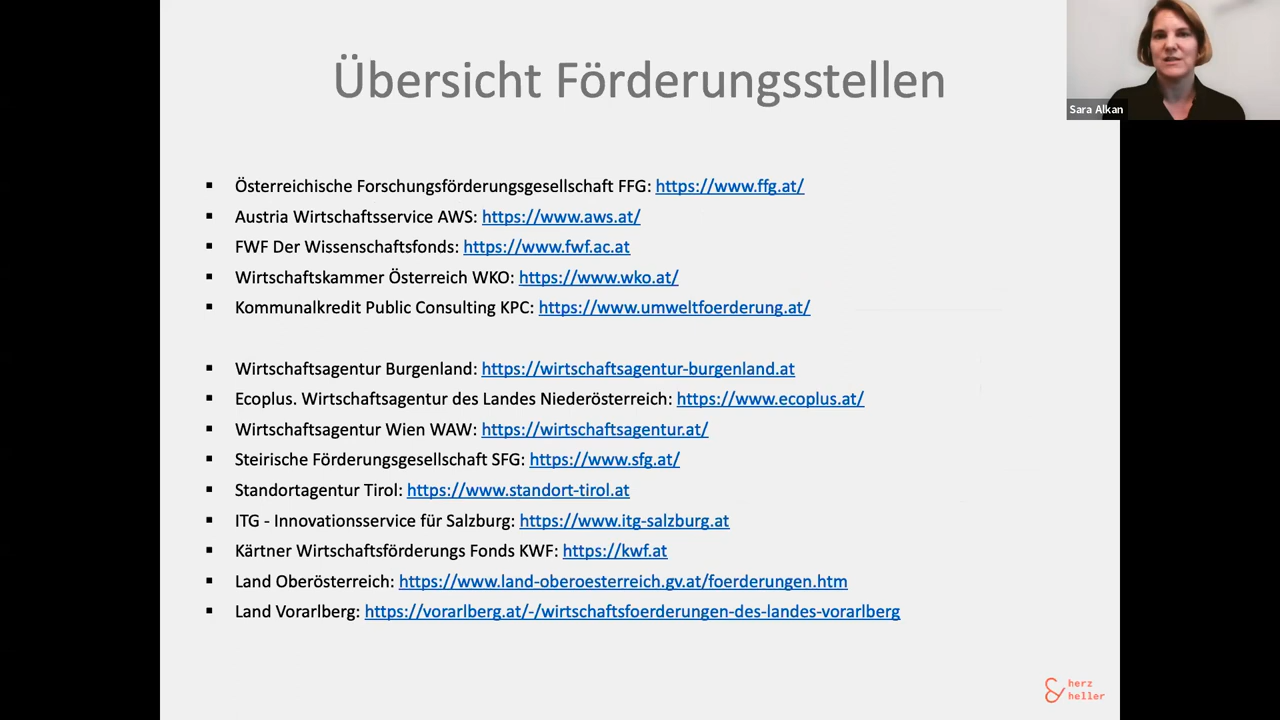 Übersicht Förderungsstellen
Sara Alkan
▪ Österreichische Forschungsförderungsgesellschaft FFG: https://www.ffg.at/
▪ Austria Wirtschaftsservice AWS: https://www.aws.at/
▪ FWF Der Wissenschaftsfonds: https://www.fwf.ac.at
▪ Wirtschaftskammer Österreich WKO: https://www.wko.at/
▪ Kommunalkredit Public Consulting KPC: https://www.umweltfoerderung.at/
▪ Wirtschaftsagentur Burgenland: https://wirtschaftsagentur-burgenland.at
▪ Ecoplus. Wirtschaftsagentur des Landes Niederösterreich: https://www.ecoplus.at/
▪ Wirtschaftsagentur Wien WAW: https://wirtschaftsagentur.at/
▪ Steirische Förderungsgesellschaft SFG: https://www.sfg.at/
▪ Standortagentur Tirol: https://www.standort-tirol.at
▪ ITG - Innovationsservice für Salzburg: https://www.itg-salzburg.at
▪ Kärtner Wirtschaftsförderungs Fonds KWF: https://kwf.at
▪ Land Oberösterreich: https://www.land-oberoesterreich.gv.at/foerderungen.htm
▪ Land Vorarlberg: https://vorarlberg.at/-/wirtschaftsfoerderungen-des-landes-vorarlberg
herz
& heller